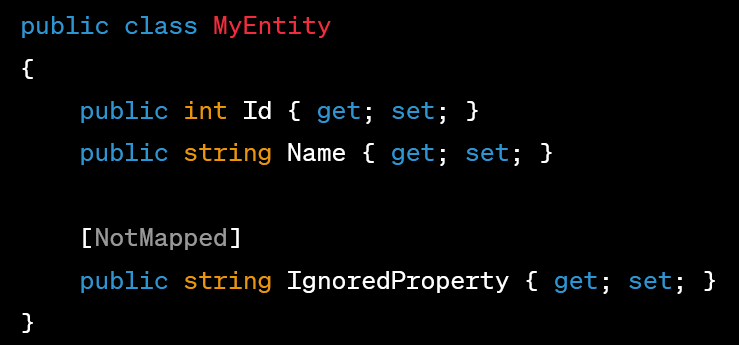 public class MyEntity
{
    public int Id { get; set; }
    public string Name { get; set; }

    [NotMapped]
    public string IgnoredProperty { get; set; }
}